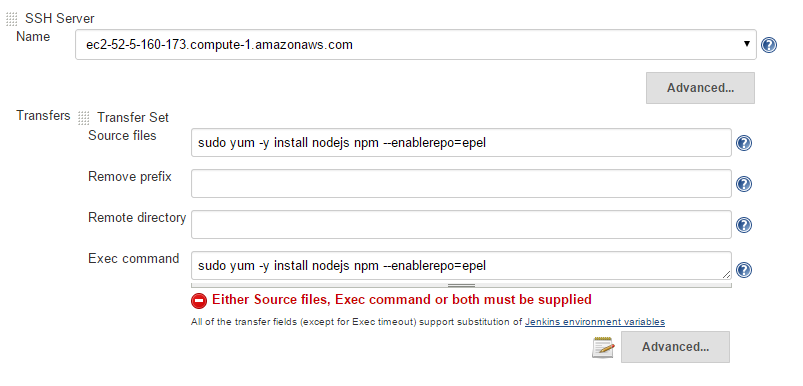 SSH Server
Name
ec2-52-5-160-173.compute-1.amazonaws.com
Advanced...
Transfers
Transfer Set
Source files
sudo yum -y install nodejs npm --enablerepo=epel
Remove prefix
Remote directory
Exec command
sudo yum -y install nodejs npm --enablerepo=epel
Either Source files, Exec command or both must be supplied
All of the transfer fields (except for Exec timeout) support substitution of Jenkins environment variables
Advanced...